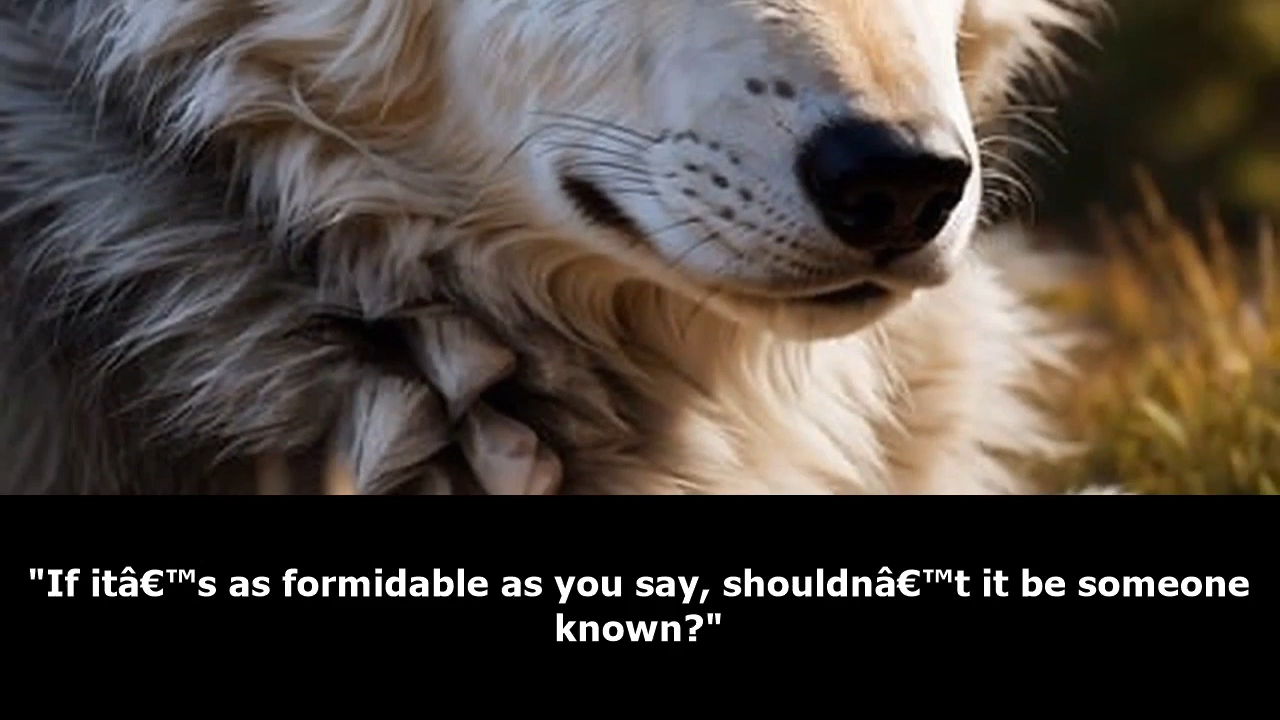 "If itâ€™s as formidable as you say, shouldnâ€™t it be someone
known?"